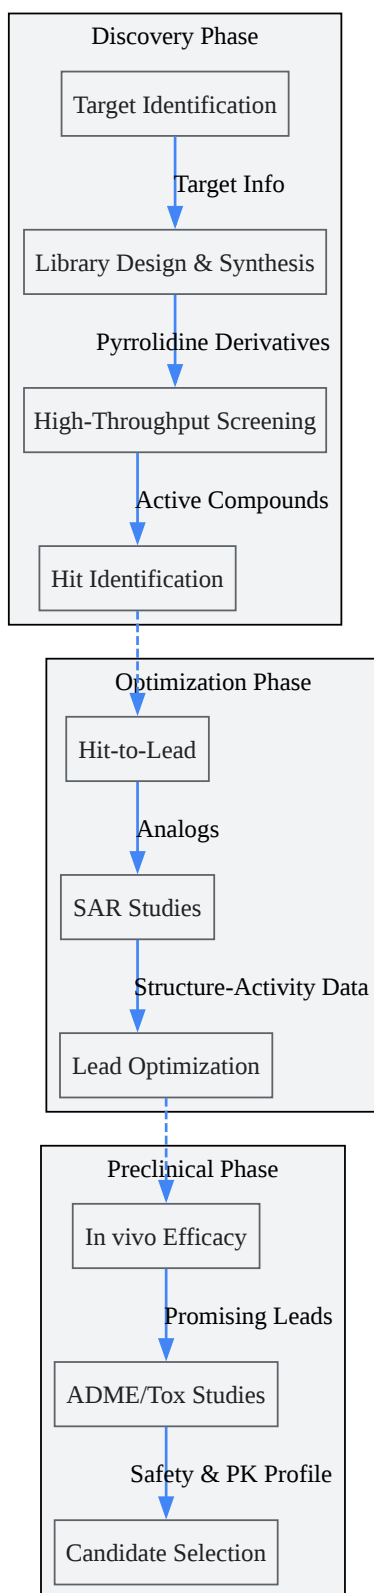 Discovery Phase
Target Identification
Target Info
Library Design & Synthesis
Pyrrolidine Derivatives
High-Throughput Screening
Active Compounds
Hit Identification
Optimization Phase
Hit-to-Lead
Analogs
SAR Studies
Structure-Activity Data
Lead Optimization
Preclinical Phase
In vivo Efficacy
Promising Leads
ADME/Tox Studies
Safety & PK Profile
Candidate Selection